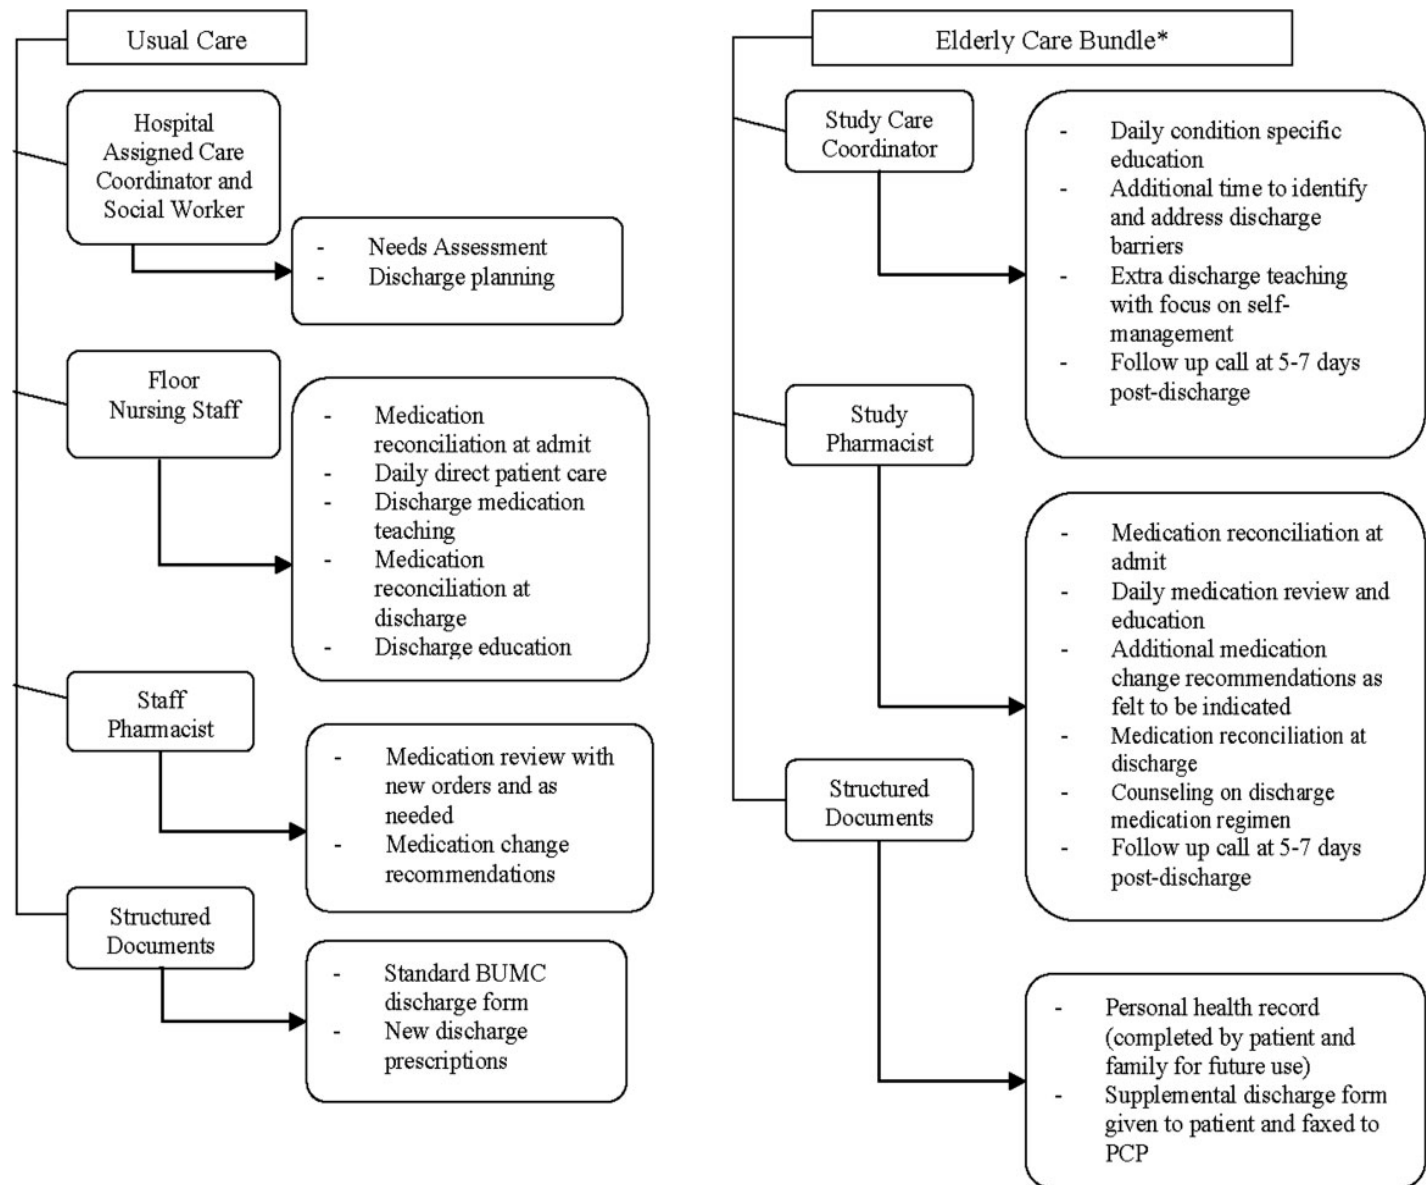 Usual Care
Hospital
Assigned Care
Coordinator and
Social Worker
- Needs Assessment
- Discharge planning
Floor
Nursing Staff
- Medication
reconciliation at admit
- Daily direct patient care
- Discharge medication
teaching
- Medication
reconciliation at
discharge
- Discharge education
Staff
Pharmacist
- Medication review with
new orders and as
needed
- Medication change
recommendations
Structured
Documents
- Standard BUMC
discharge form
- New discharge
prescriptions
Elderly Care Bundle*
Study Care
Coordinator
- Daily condition specific
education
- Additional time to identify
and address discharge
barriers
- Extra discharge teaching
with focus on self-
management
- Follow up call at 5-7 days
post-discharge
Study
Pharmacist
- Medication reconciliation at
admit
- Daily medication review and
education
- Additional medication
change recommendations as
felt to be indicated
- Medication reconciliation at
discharge
- Counseling on discharge
medication regimen
- Follow up call at 5-7 days
post-discharge
Structured
Documents
- Personal health record
(completed by patient and
family for future use)
- Supplemental discharge form
given to patient and faxed to
PCP